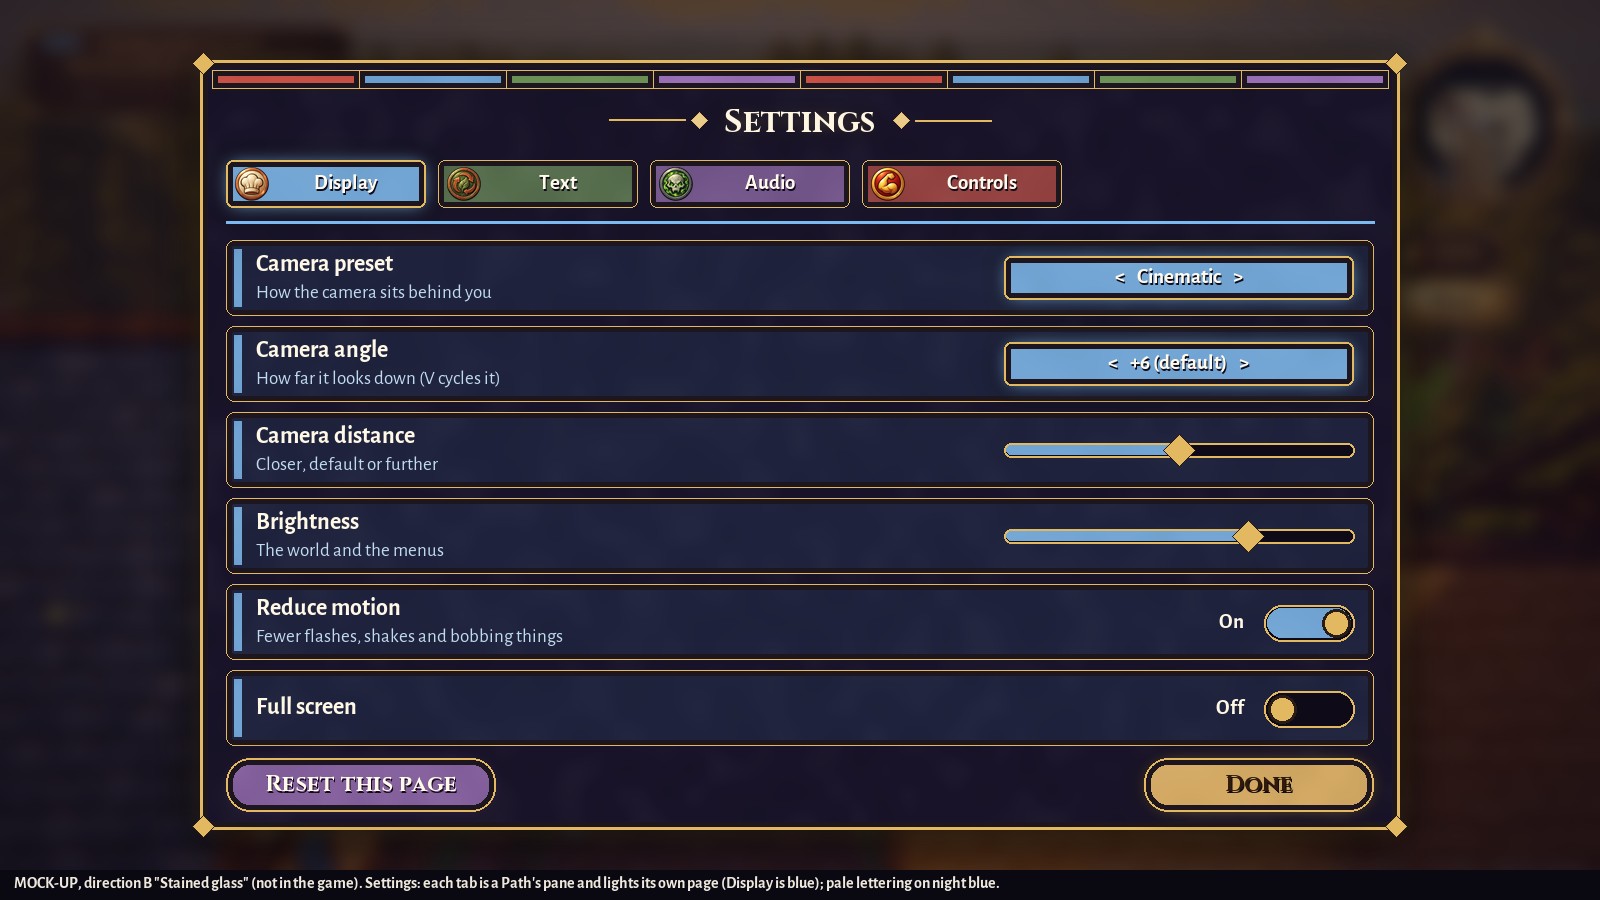 Settings
Display
Text
Audio
Controls
Camera preset
How the camera sits behind you
< Cinematic >
Camera angle
How far it looks down (V cycles it)
< +6 (default) >
Camera distance
Closer, default or further
Brightness
The world and the menus
Reduce motion
Fewer flashes, shakes and bobbing things
On
Full screen
Off
Reset this page
Done
MOCK-UP, direction B "Stained glass" (not in the game). Settings: each tab is a Path's pane and lights its own page (Display is blue); pale lettering on night blue.